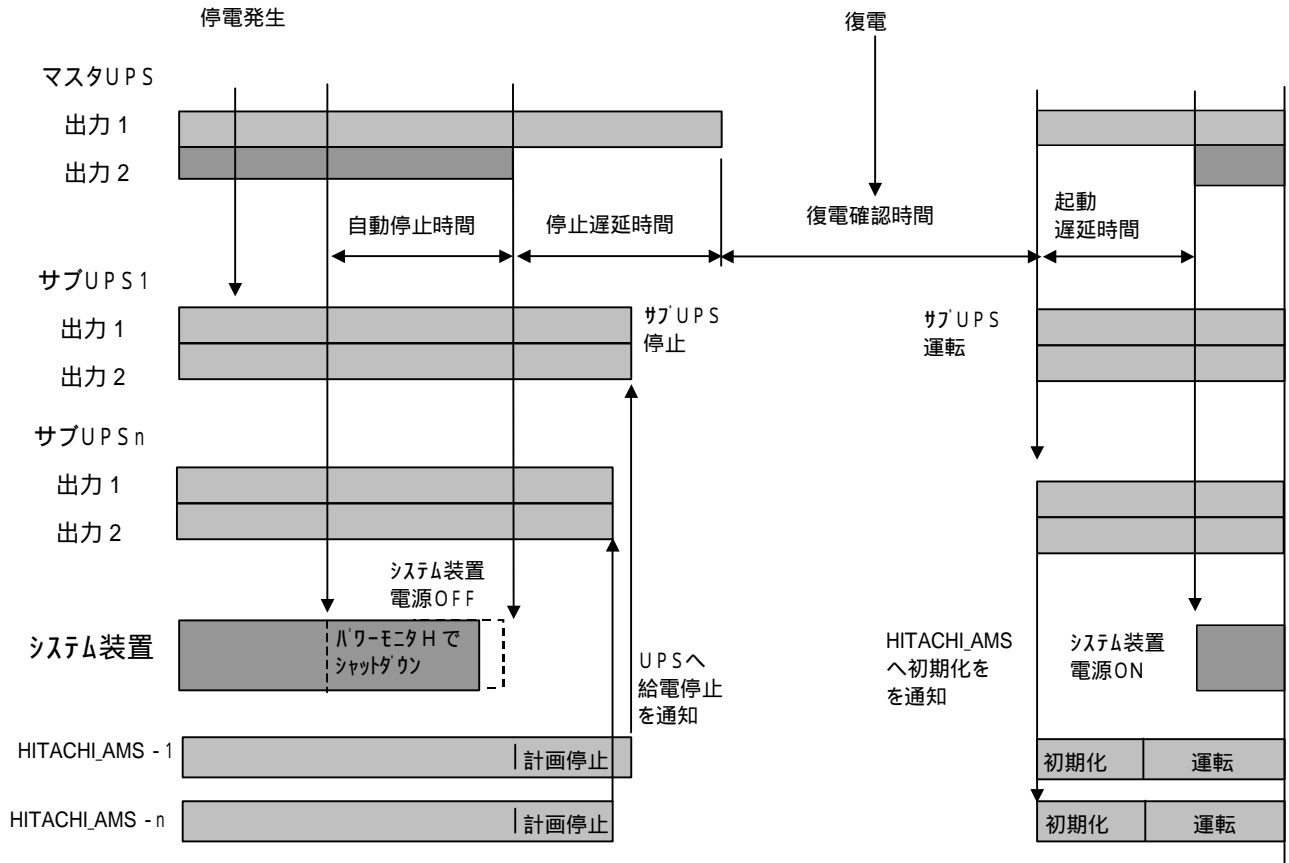 停電発生
復電
マスタUPS
出力1
出力2
自動停止時間
停止遅延時間
復電確認時間
起動
遅延時間
サブUPS1
出力1
出力2
ｻﾌﾞUPS
停止
ｻﾌﾞUPS
運転
サブUPSn
出力1
出力2
ｼｽﾃﾑ装置
電源OFF
ｼｽﾃﾑ装置
ﾊﾟﾜｰﾓﾆﾀHで
ｼｬｯﾄﾀﾞｳﾝ
UPSへ
給電停止
を通知
HITACHI_AMS
へ初期化を
を通知
ｼｽﾃﾑ装置
電源ON
HITACHI_AMS - 1
計画停止
初期化
運転
HITACHI_AMS - n
計画停止
初期化
運転